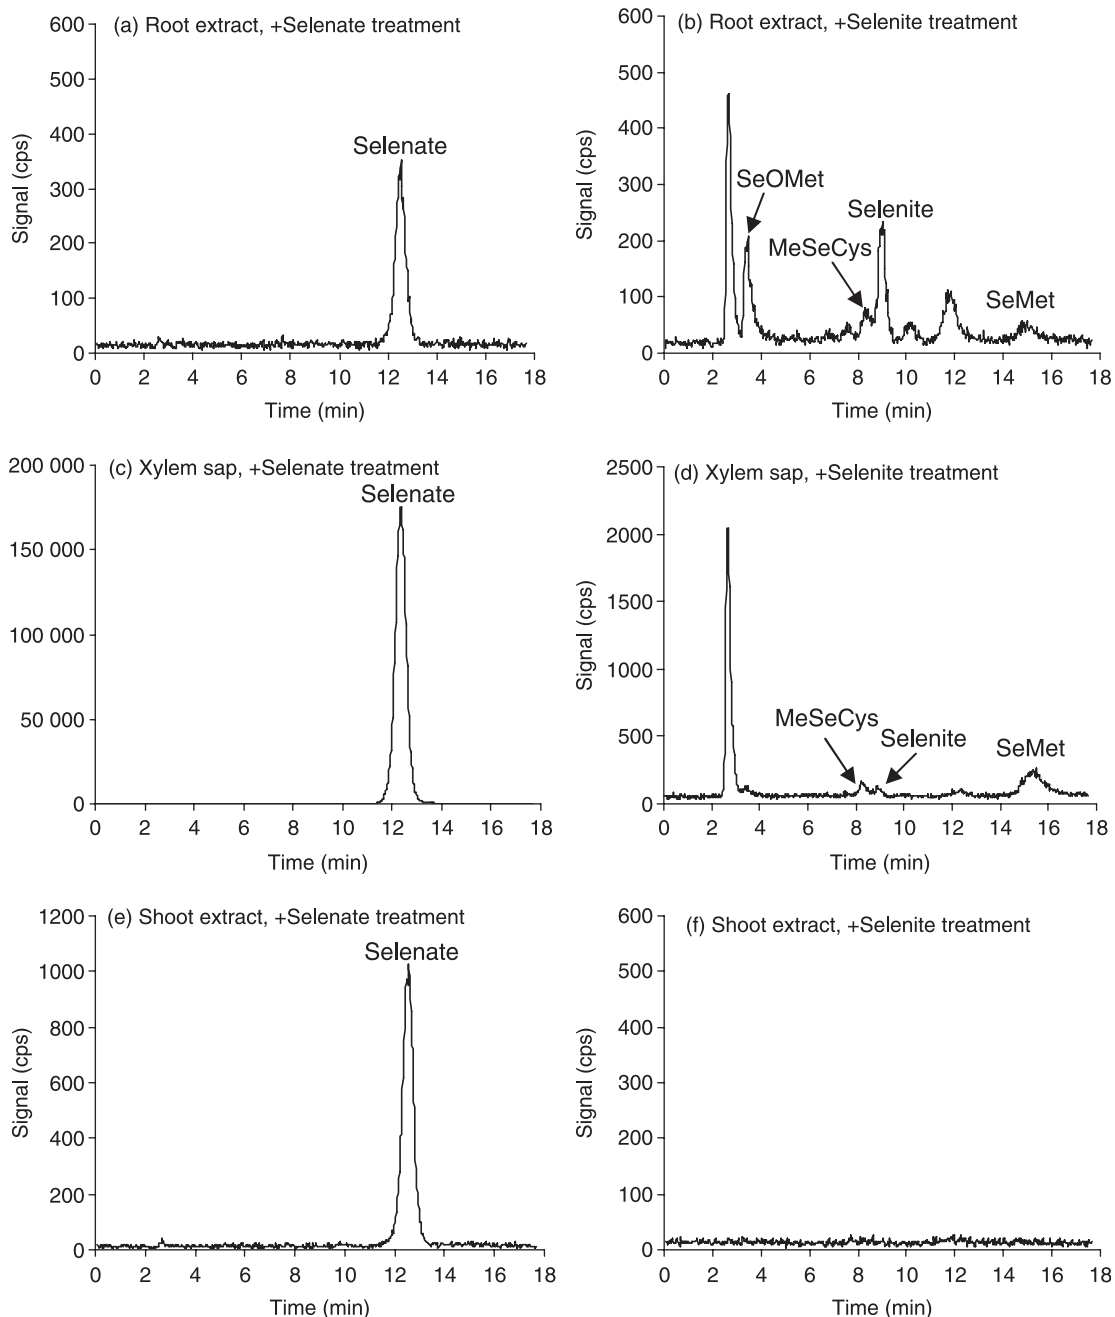 (a) Root extract, +Selenate treatment
600
500
400
300
200
100
0
Signal (cps)
Selenate
0 2 4 6 8 10 12 14 16 18
Time (min)
(b) Root extract, +Selenite treatment
600
500
400
300
200
100
0
Signal (cps)
SeOMet
Selenite
MeSeCys
SeMet
0 2 4 6 8 10 12 14 16 18
Time (min)
(c) Xylem sap, +Selenate treatment
200 000
150 000
100 000
50 000
0
Selenate
0 2 4 6 8 10 12 14 16 18
Time (min)
(d) Xylem sap, +Selenite treatment
2500
2000
1500
1000
500
0
Signal (cps)
MeSeCys
Selenite
SeMet
0 2 4 6 8 10 12 14 16 18
Time (min)
(e) Shoot extract, +Selenate treatment
1200
1000
800
600
400
200
0
Signal (cps)
Selenate
0 2 4 6 8 10 12 14 16 18
Time (min)
(f) Shoot extract, +Selenite treatment
600
500
400
300
200
100
0
Signal (cps)
0 2 4 6 8 10 12 14 16 18
Time (min)